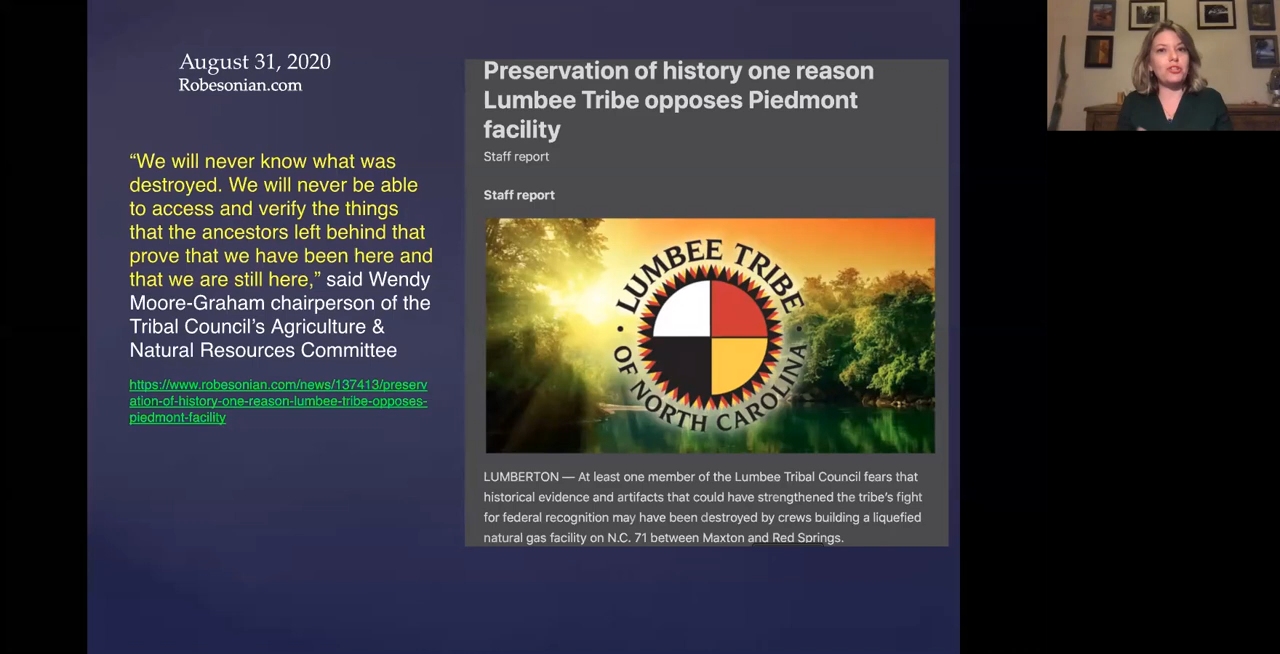 August 31, 2020
Robesonian.com
“We will never know what was
destroyed. We will never be able
to access and verify the things
that the ancestors left behind that
prove that we have been here and
that we are still here,” said Wendy
Moore-Graham chairperson of the
Tribal Council’s Agriculture &
Natural Resources Committee
https://www.robesonian.com/news/137413/preserv
ation-of-history-one-reason-lumbee-tribe-opposes-
piedmont-facility
Preservation of history one reason
Lumbee Tribe opposes Piedmont
facility
Staff report
Staff report
LUMBEE TRIBE
OF NORTH CAROLINA
LUMBERTON — At least one member of the Lumbee Tribal Council fears that
historical evidence and artifacts that could have strengthened the tribe’s fight
for federal recognition may have been destroyed by crews building a liquefied
natural gas facility on N.C. 71 between Maxton and Red Springs.